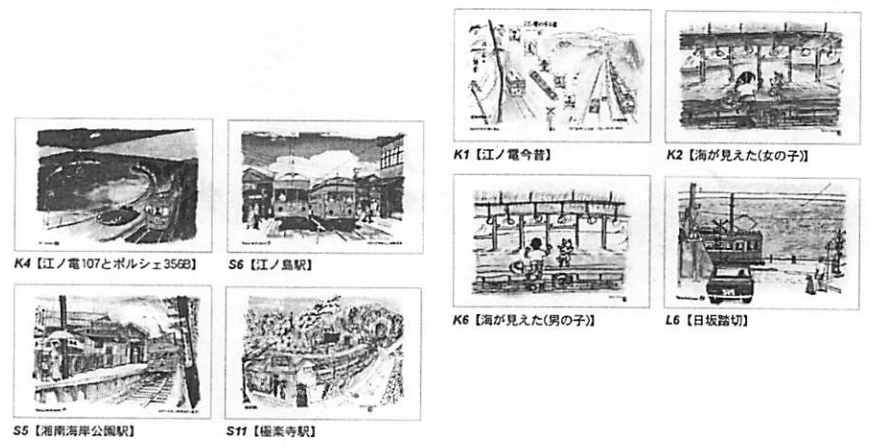 K4【江ノ電107とポルシェ356B】
S6【江ノ島駅】
S5【湘南海岸公園駅】
S11【極楽寺駅】
K1【江ノ電今昔】
K2【海が見えた(女の子)】
K6【海が見えた(男の子)】
L6【日坂踏切】